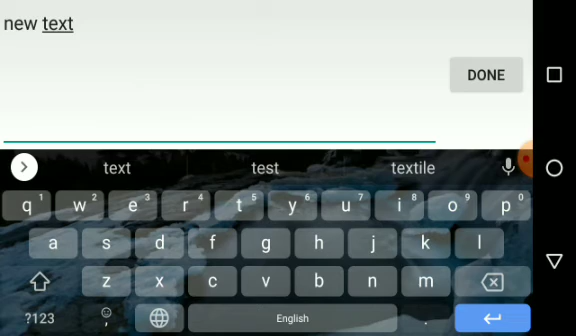 new text
DONE
text test textile
q 1 w 2 e 3 r 4 t 5 y 6 u 7 i 8 o 9 p 0
a s d f g h j k l
z x c v b n m
?123 , English .